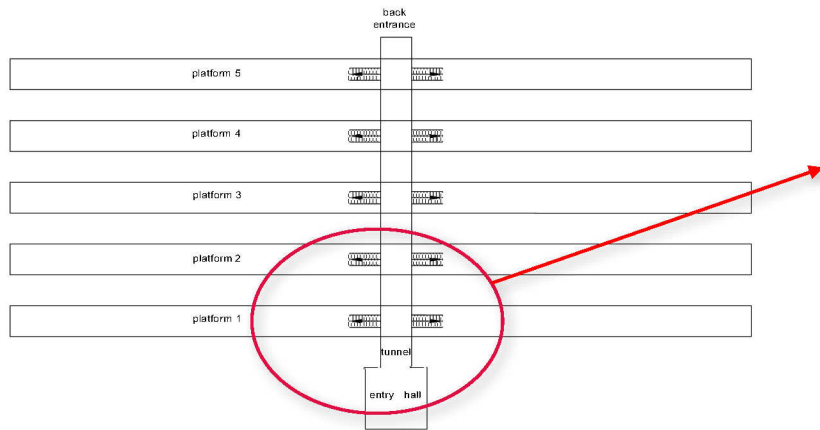 back
entrance
platform 5
platform 4
platform 3
platform 2
platform 1
tunnel
entry hall